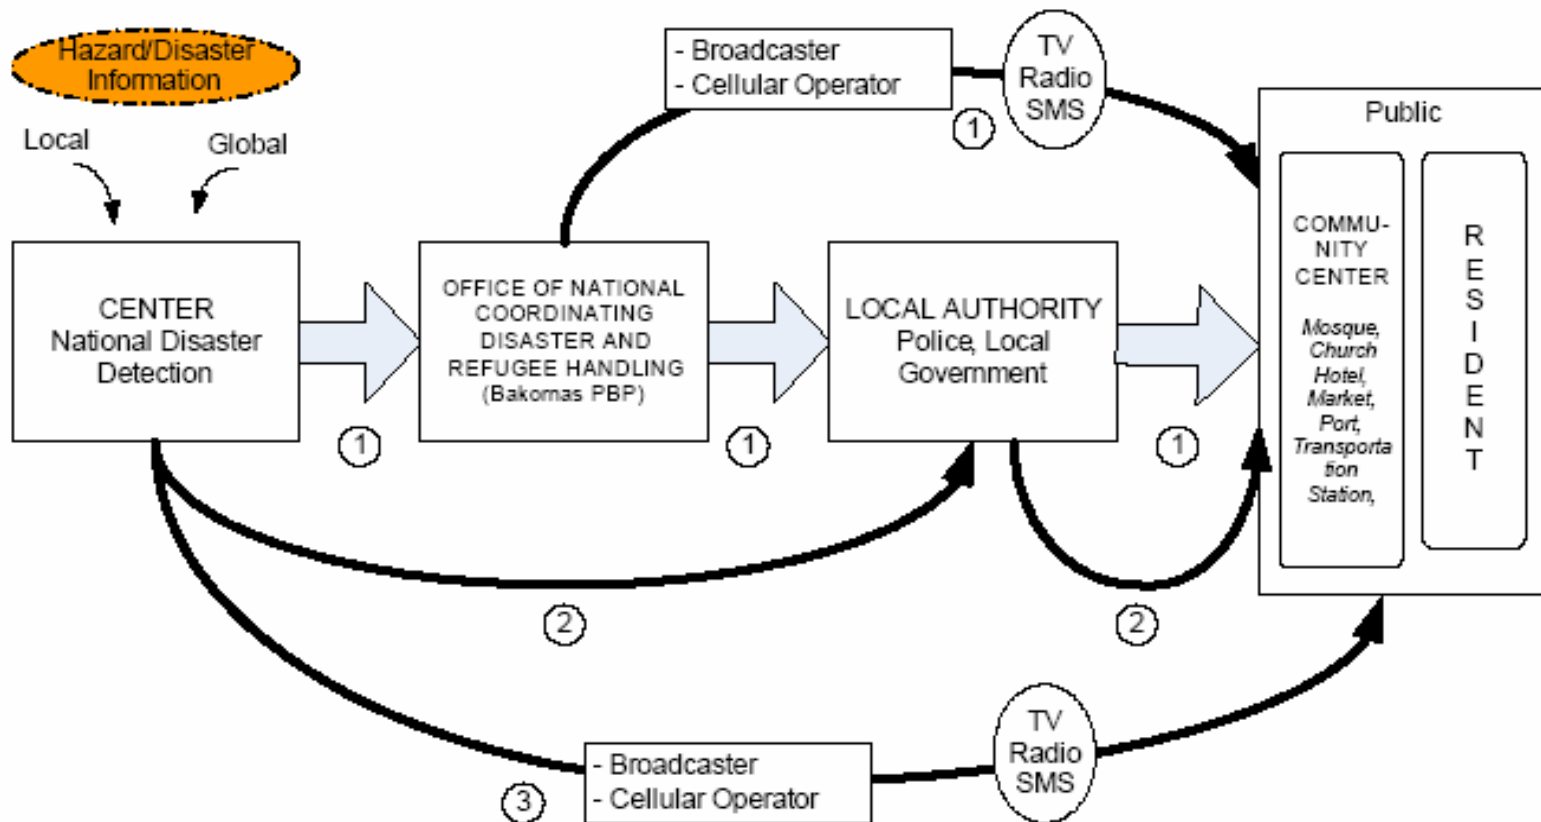 Hazard/Disaster
Information
Local
Global
- Broadcaster
- Cellular Operator
TV
Radio
SMS
1
Public
CENTER
National Disaster
Detection
OFFICE OF NATIONAL
COORDINATING
DISASTER AND
REFUGEE HANDLING
(Bakornas PBP)
LOCAL AUTHORITY
Police, Local
Government
COMMU-
NITY
CENTER
Mosque,
Church
Hotel,
Market,
Port,
Transporta
tion
Station,
R
E
S
I
D
E
N
T
1
1
1
2
2
3
- Broadcaster
- Cellular Operator
TV
Radio
SMS